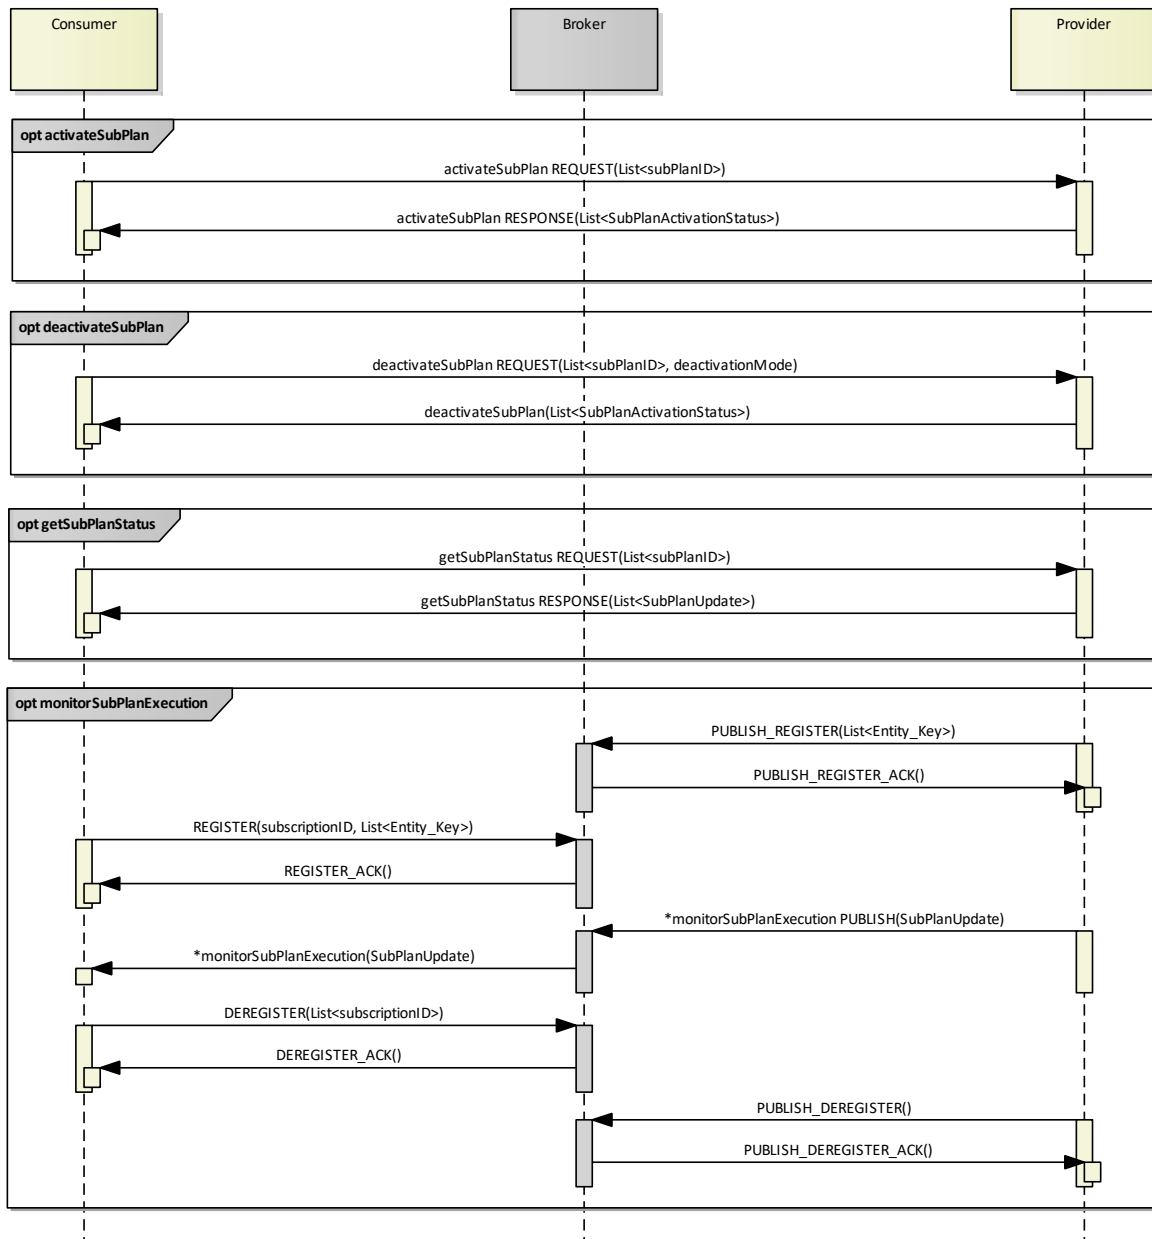 Consumer
Broker
Provider
opt activateSubPlan
activateSubPlan REQUEST(List<subPlanID>)
activateSubPlan RESPONSE(List<SubPlanActivationStatus>)
opt deactivateSubPlan
deactivateSubPlan REQUEST(List<subPlanID>, deactivationMode)
deactivateSubPlan(List<SubPlanActivationStatus>)
opt getSubPlanStatus
getSubPlanStatus REQUEST(List<subPlanID>)
getSubPlanStatus RESPONSE(List<SubPlanUpdate>)
opt monitorSubPlanExecution
PUBLISH_REGISTER(List<Entity_Key>)
PUBLISH_REGISTER_ACK()
REGISTER(subscriptionID, List<Entity_Key>)
REGISTER_ACK()
*monitorSubPlanExecution PUBLISH(SubPlanUpdate)
*monitorSubPlanExecution(SubPlanUpdate)
DEREGISTER(List<subscriptionID>)
DEREGISTER_ACK()
PUBLISH_DEREGISTER()
PUBLISH_DEREGISTER_ACK()